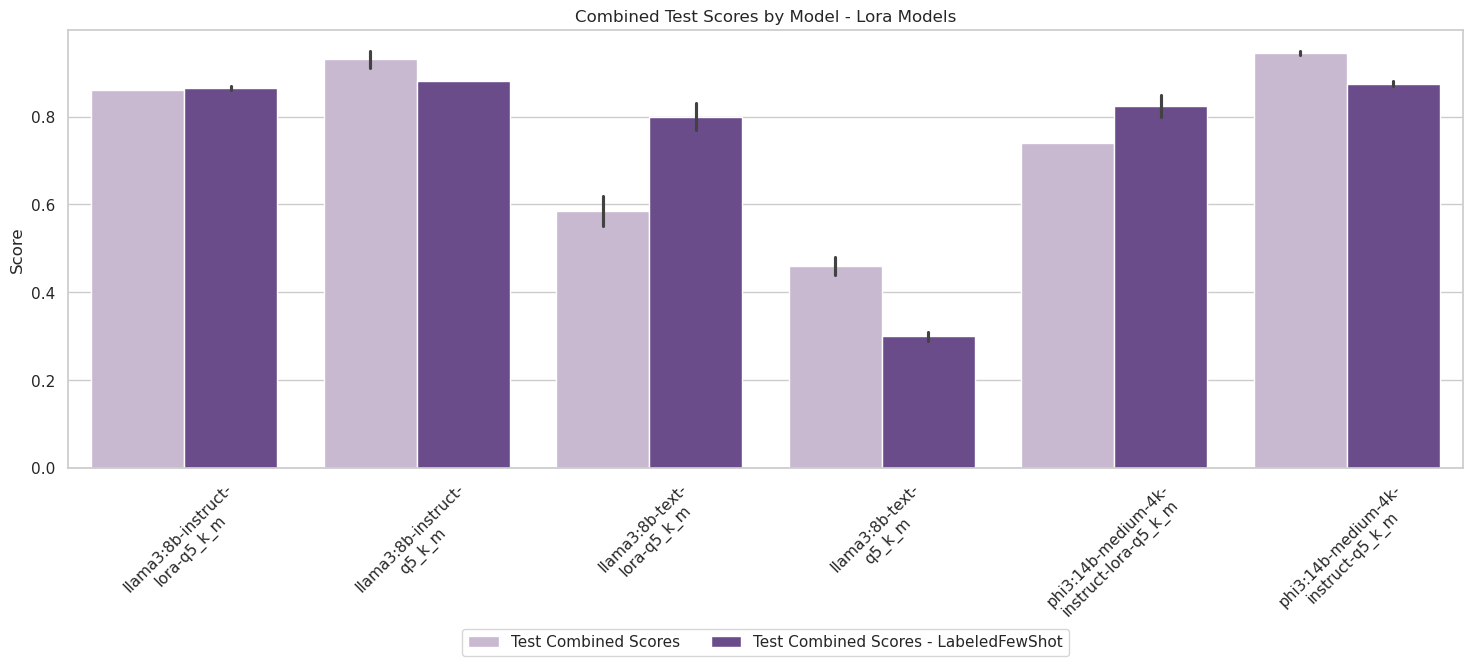 Combined Test Scores by Model - Lora Models
Score
0.8
0.6
0.4
0.2
0.0
llama3:8b-instruct-
lora-q5_k_m
llama3:8b-instruct-
q5_k_m
llama3:8b-text-
lora-q5_k_m
llama3:8b-text-
q5_k_m
phi3:14b-medium-4k-
instruct-lora-q5_k_m
phi3:14b-medium-4k-
instruct-q5_k_m
Test Combined Scores
Test Combined Scores - LabeledFewShot